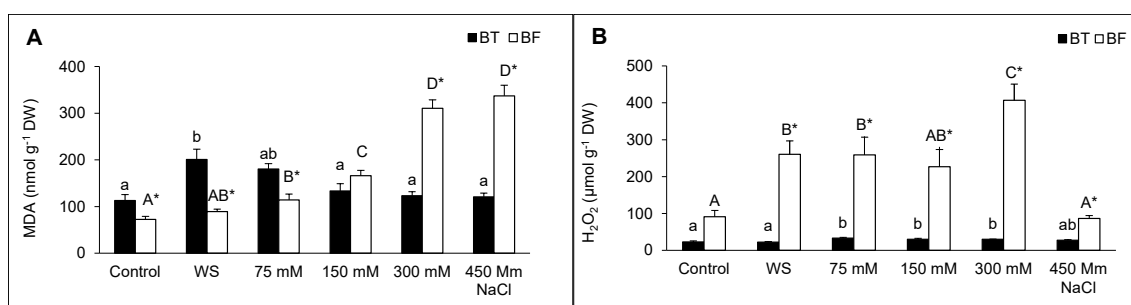 A
BT BF
MDA (nmol g⁻¹ DW)
400
300
200
100
0
a A*
b AB*
ab B*
a C
a D*
a D*
Control WS 75 mM 150 mM 300 mM 450 Mm
NaCl
B
BT BF
H₂O₂ (µmol g⁻¹ DW)
500
400
300
200
100
0
a A
a B*
b B*
b AB*
b C*
ab A*
Control WS 75 mM 150 mM 300 mM 450 mM
NaCl